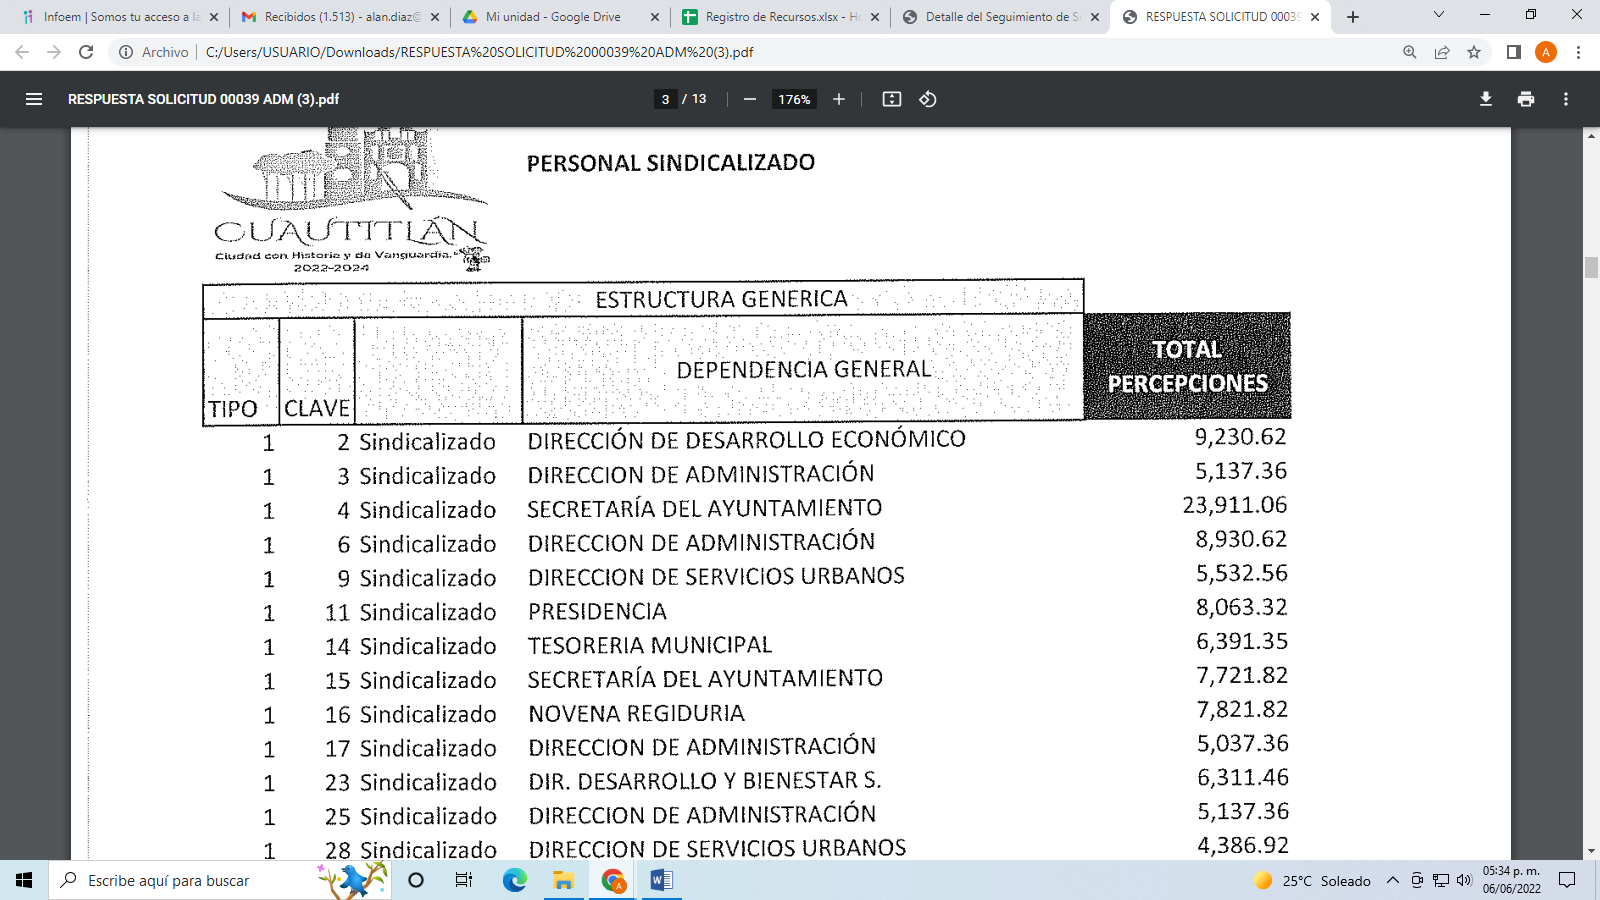 Infoem | Somos tu acceso a la
Recibidos (1.513) - alan.diaz@
Mi unidad - Google Drive
Registro de Recursos.xlsx - Ho
Detalle del Seguimiento de So
RESPUESTA SOLICITUD 00039
Archivo | C:/Users/USUARIO/Downloads/RESPUESTA%20SOLICITUD%2000039%20ADM%20(3).pdf
A
RESPUESTA SOLICITUD 00039 ADM (3).pdf
3 / 13
176%
PERSONAL SINDICALIZADO
CUAUTITLÁN
Ciudad con Historia y de Vanguardia.
2022-2024
ESTRUCTURA GENERICA
TIPO CLAVE DEPENDENCIA GENERAL TOTAL PERCEPCIONES
1 2 Sindicalizado DIRECCIÓN DE DESARROLLO ECONÓMICO 9,230.62
1 3 Sindicalizado DIRECCION DE ADMINISTRACIÓN 5,137.36
1 4 Sindicalizado SECRETARÍA DEL AYUNTAMIENTO 23,911.06
1 6 Sindicalizado DIRECCION DE ADMINISTRACIÓN 8,930.62
1 9 Sindicalizado DIRECCION DE SERVICIOS URBANOS 5,532.56
1 11 Sindicalizado PRESIDENCIA 8,063.32
1 14 Sindicalizado TESORERIA MUNICIPAL 6,391.35
1 15 Sindicalizado SECRETARÍA DEL AYUNTAMIENTO 7,721.82
1 16 Sindicalizado NOVENA REGIDURIA 7,821.82
1 17 Sindicalizado DIRECCION DE ADMINISTRACIÓN 5,037.36
1 23 Sindicalizado DIR. DESARROLLO Y BIENESTAR S. 6,311.46
1 25 Sindicalizado DIRECCION DE ADMINISTRACIÓN 5,137.36
1 28 Sindicalizado DIRECCION DE SERVICIOS URBANOS 4,386.92
Escribe aquí para buscar
25°C Soleado
05:34 p. m.
06/06/2022